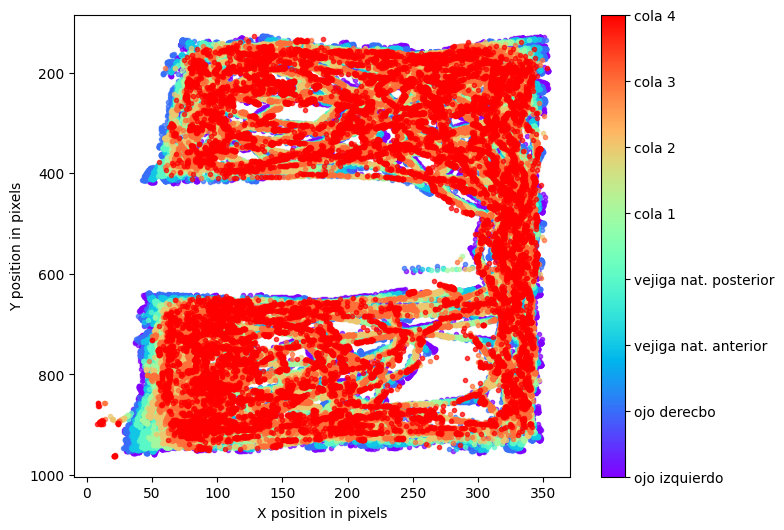 200
400
600
800
1000
0
50
100
150
200
250
300
350
Y position in pixels
X position in pixels
cola 4
cola 3
cola 2
cola 1
vejiga nat. posterior
vejiga nat. anterior
ojo derecbo
ojo izquierdo